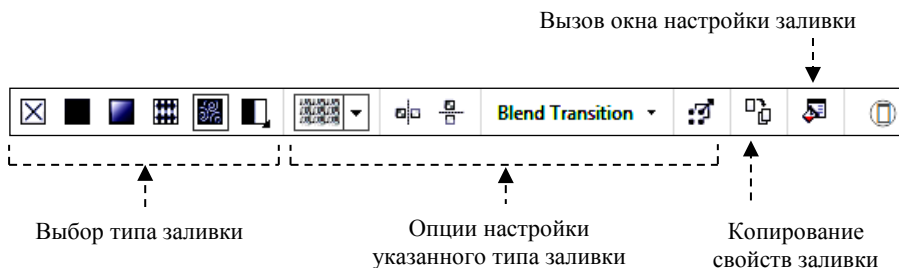 Вызов окна настройки заливки
Blend Transition
Выбор типа заливки
Опции настройки
указанного типа заливки
Копирование
свойств заливки